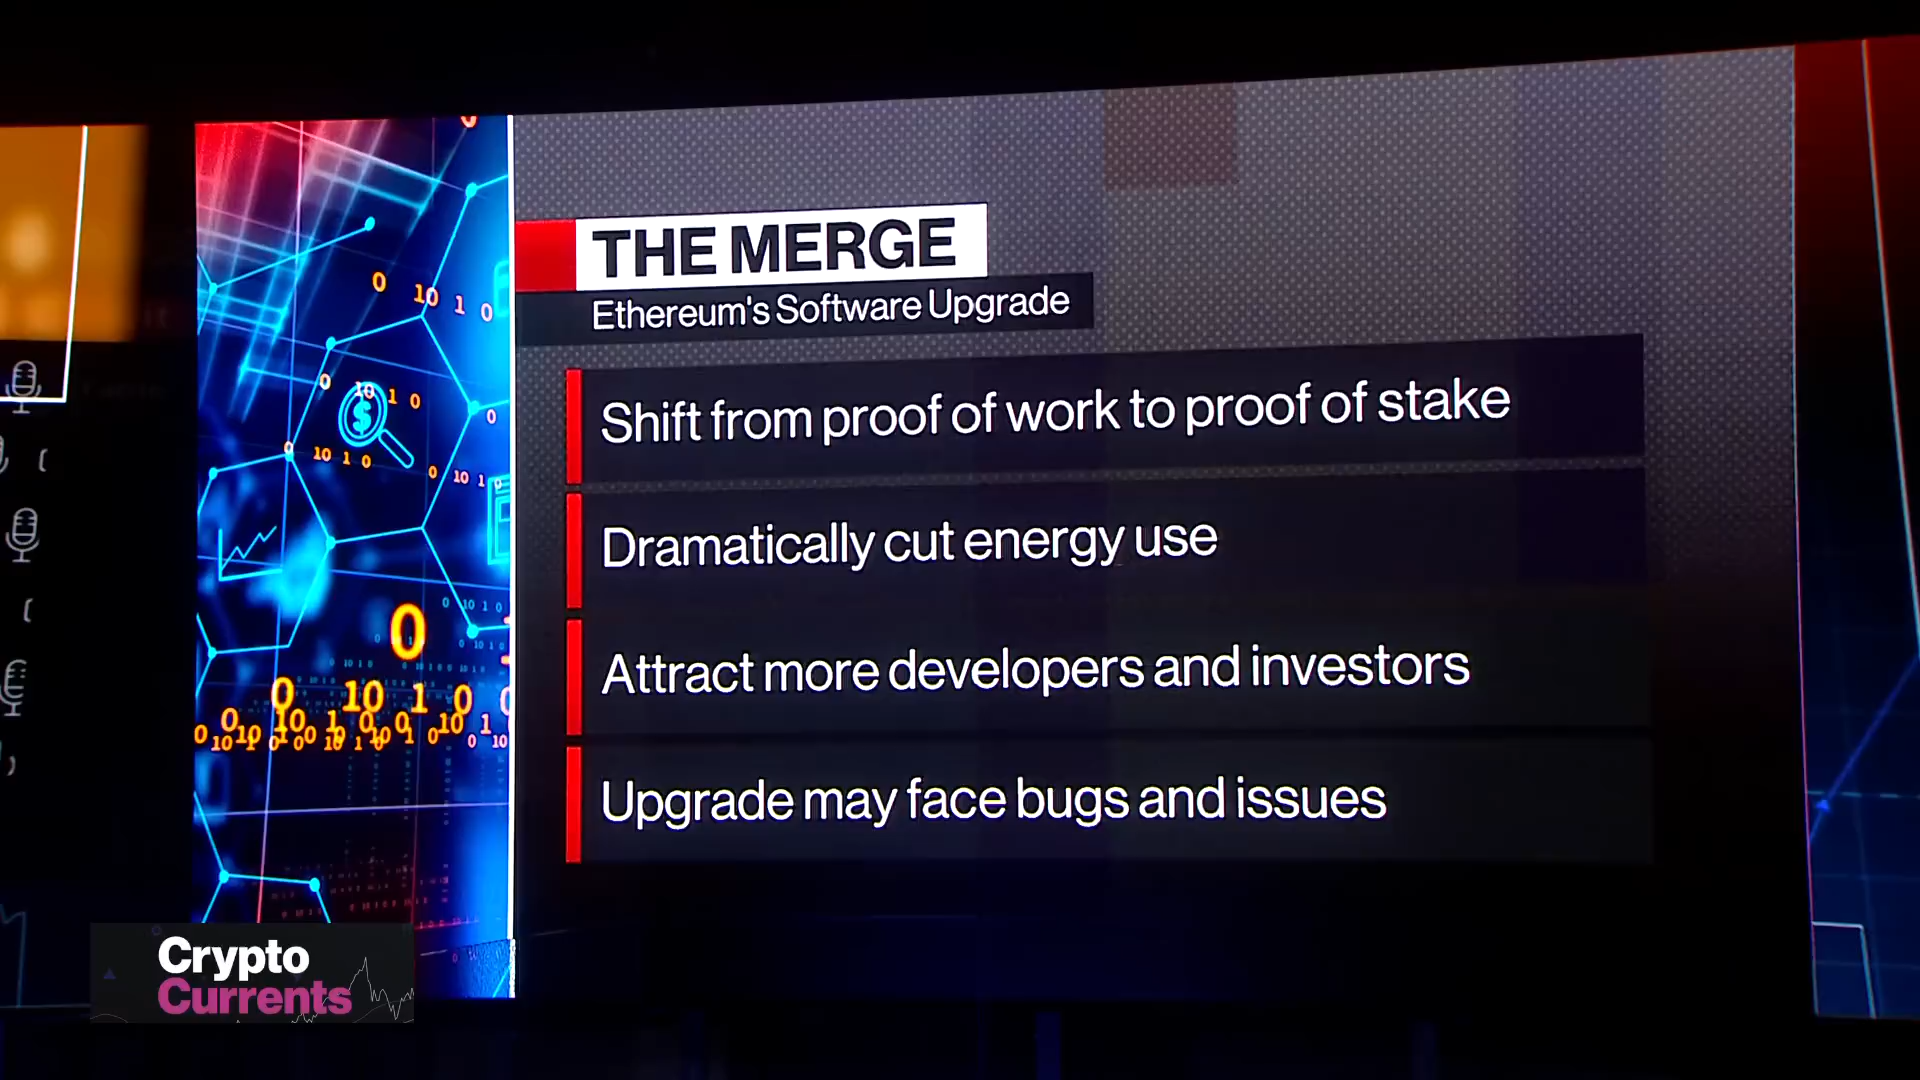 THE MERGE
Ethereum's Software Upgrade
Shift from proof of work to proof of stake
Dramatically cut energy use
Attract more developers and investors
Upgrade may face bugs and issues
Crypto
Currents